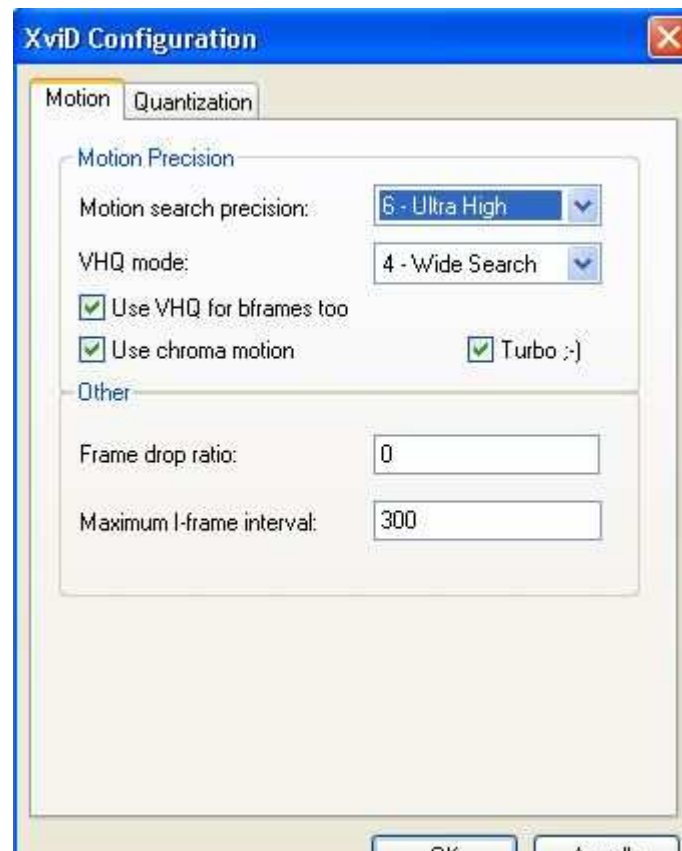 XviD Configuration
Motion Quantization
Motion Precision
Motion search precision: 6 - Ultra High
VHQ mode: 4 - Wide Search
Use VHQ for bframes too
Use chroma motion Turbo ;-)
Other
Frame drop ratio: 0
Maximum I-frame interval: 300
OK